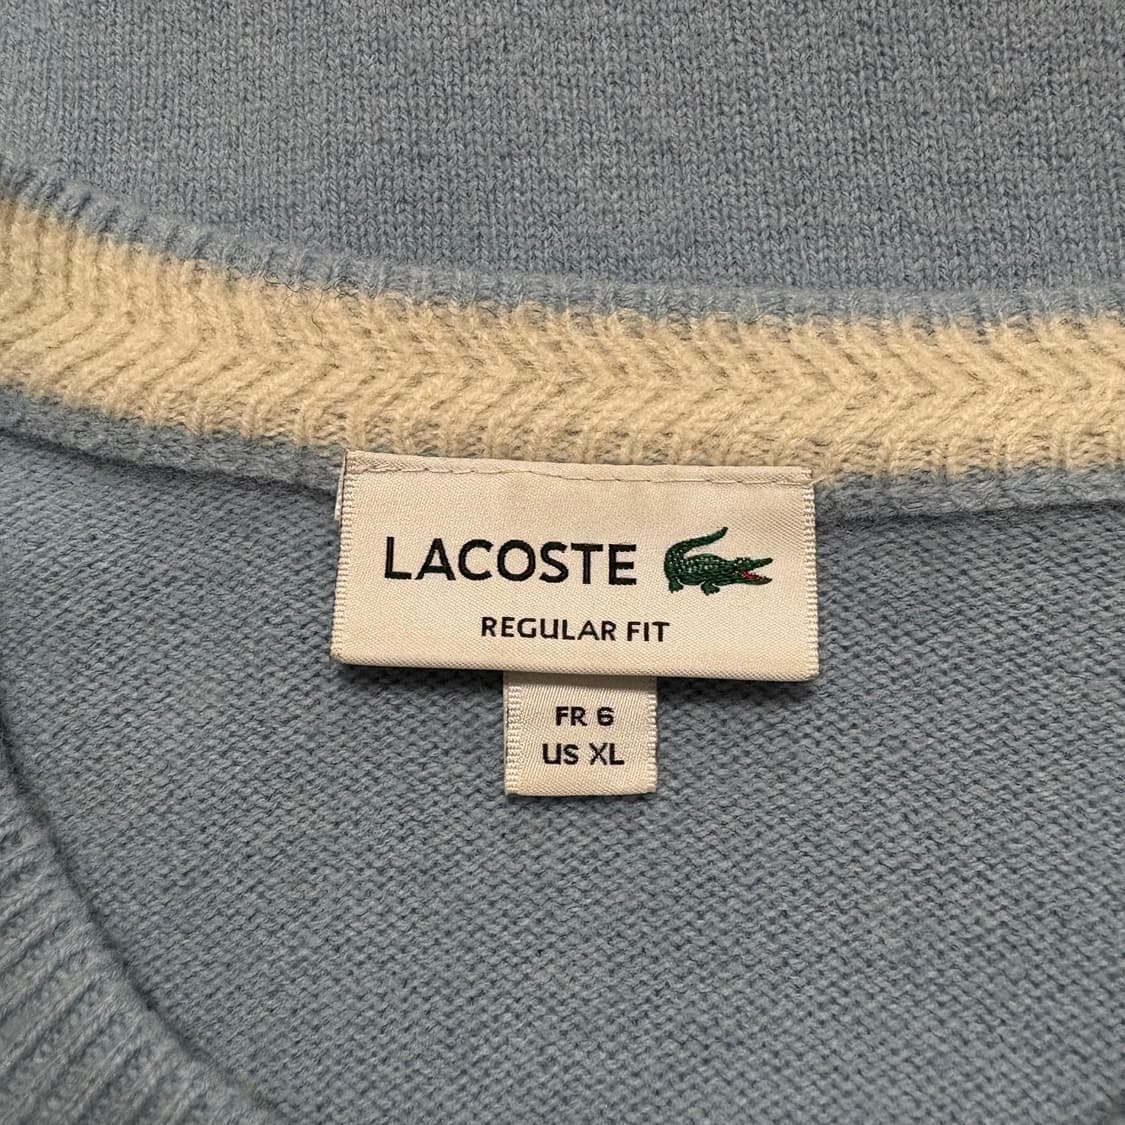 LACOSTE
REGULAR FIT
FR 6
US XL